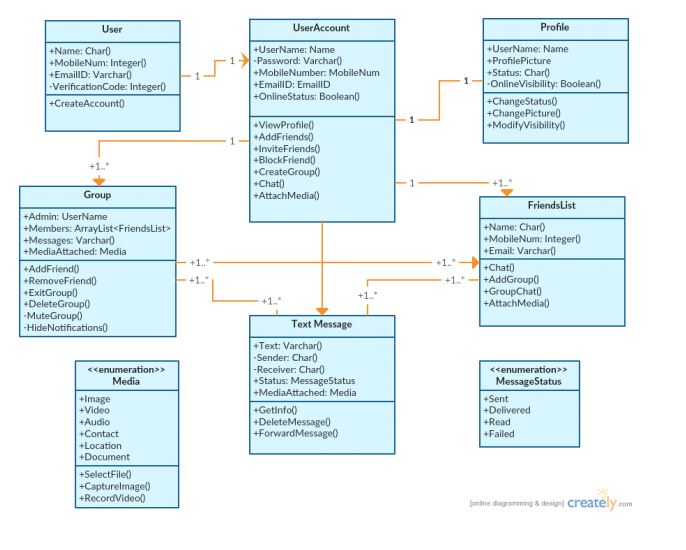 User
+Name: Char()
+MobileNum: Integer()
+EmailID: Varchar()
-VerificationCode: Integer()
+CreateAccount()
1
1
UserAccount
+UserName: Name
-Password: Varchar()
+MobileNumber: MobileNum
+EmailID: EmailID
+OnlineStatus: Boolean()
+ViewProfile()
+AddFriends()
+InviteFriends()
+BlockFriend()
+CreateGroup()
+Chat()
+AttachMedia()
1
1
Profile
+UserName: Name
+ProfilePicture
+Status: Char()
-OnlineVisibility: Boolean()
+ChangeStatus()
+ChangePicture()
+ModifyVisibility()
1
+1..*
1
+1..*
Group
+Admin: UserName
+Members: ArrayList<FriendsList>
+Messages: Varchar()
+MediaAttached: Media
+AddFriend()
+RemoveFriend()
+ExitGroup()
+DeleteGroup()
-MuteGroup()
-HideNotifications()
+1..*
+1..*
+1..*
+1..*
+1..*
+1..*
FriendsList
+Name: Char()
+MobileNum: Integer()
+Email: Varchar()
+Chat()
+AddGroup()
+GroupChat()
+AttachMedia()
Text Message
+Text: Varchar()
-Sender: Char()
-Receiver: Char()
+Status: MessageStatus
+MediaAttached: Media
+GetInfo()
+DeleteMessage()
+ForwardMessage()
<<enumeration>>
Media
+Image
+Video
+Audio
+Contact
+Location
+Document
+SelectFile()
+CaptureImage()
+RecordVideo()
<<enumeration>>
MessageStatus
+Sent
+Delivered
+Read
+Failed
[online diagramming & design] creately.com